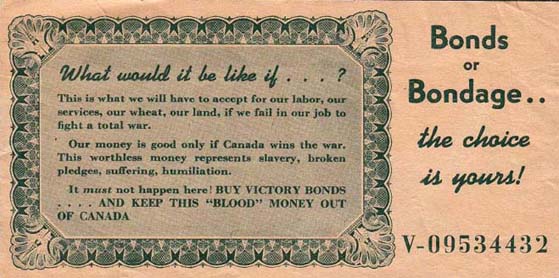 What would it be like if . . . ?
This is what we will have to accept for our labor, our
services, our wheat, our land, if we fail in our job to
fight a total war.
Our money is good only if Canada wins the war.
This worthless money represents slavery, broken
pledges, suffering, humiliation.
It must not happen here! BUY VICTORY BONDS
. . . . AND KEEP THIS "BLOOD" MONEY OUT
OF CANADA
Bonds
or
Bondage..
the choice
is yours!
V-09534432